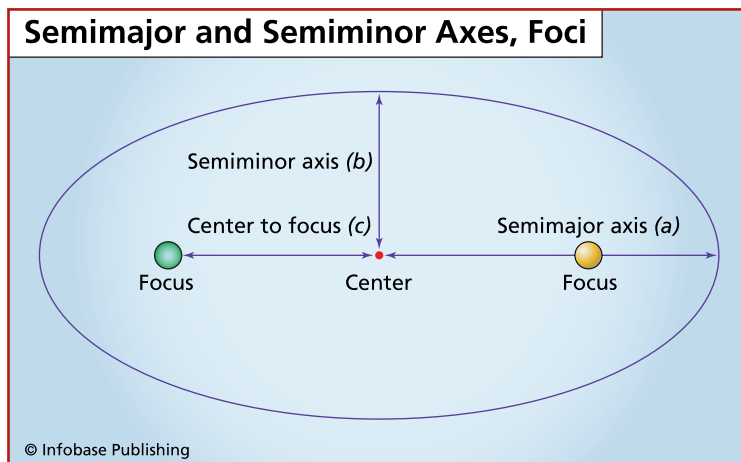 Semimajor and Semiminor Axes, Foci
Semiminor axis (b)
Center to focus (c)
Semimajor axis (a)
Focus
Center
Focus
© Infobase Publishing